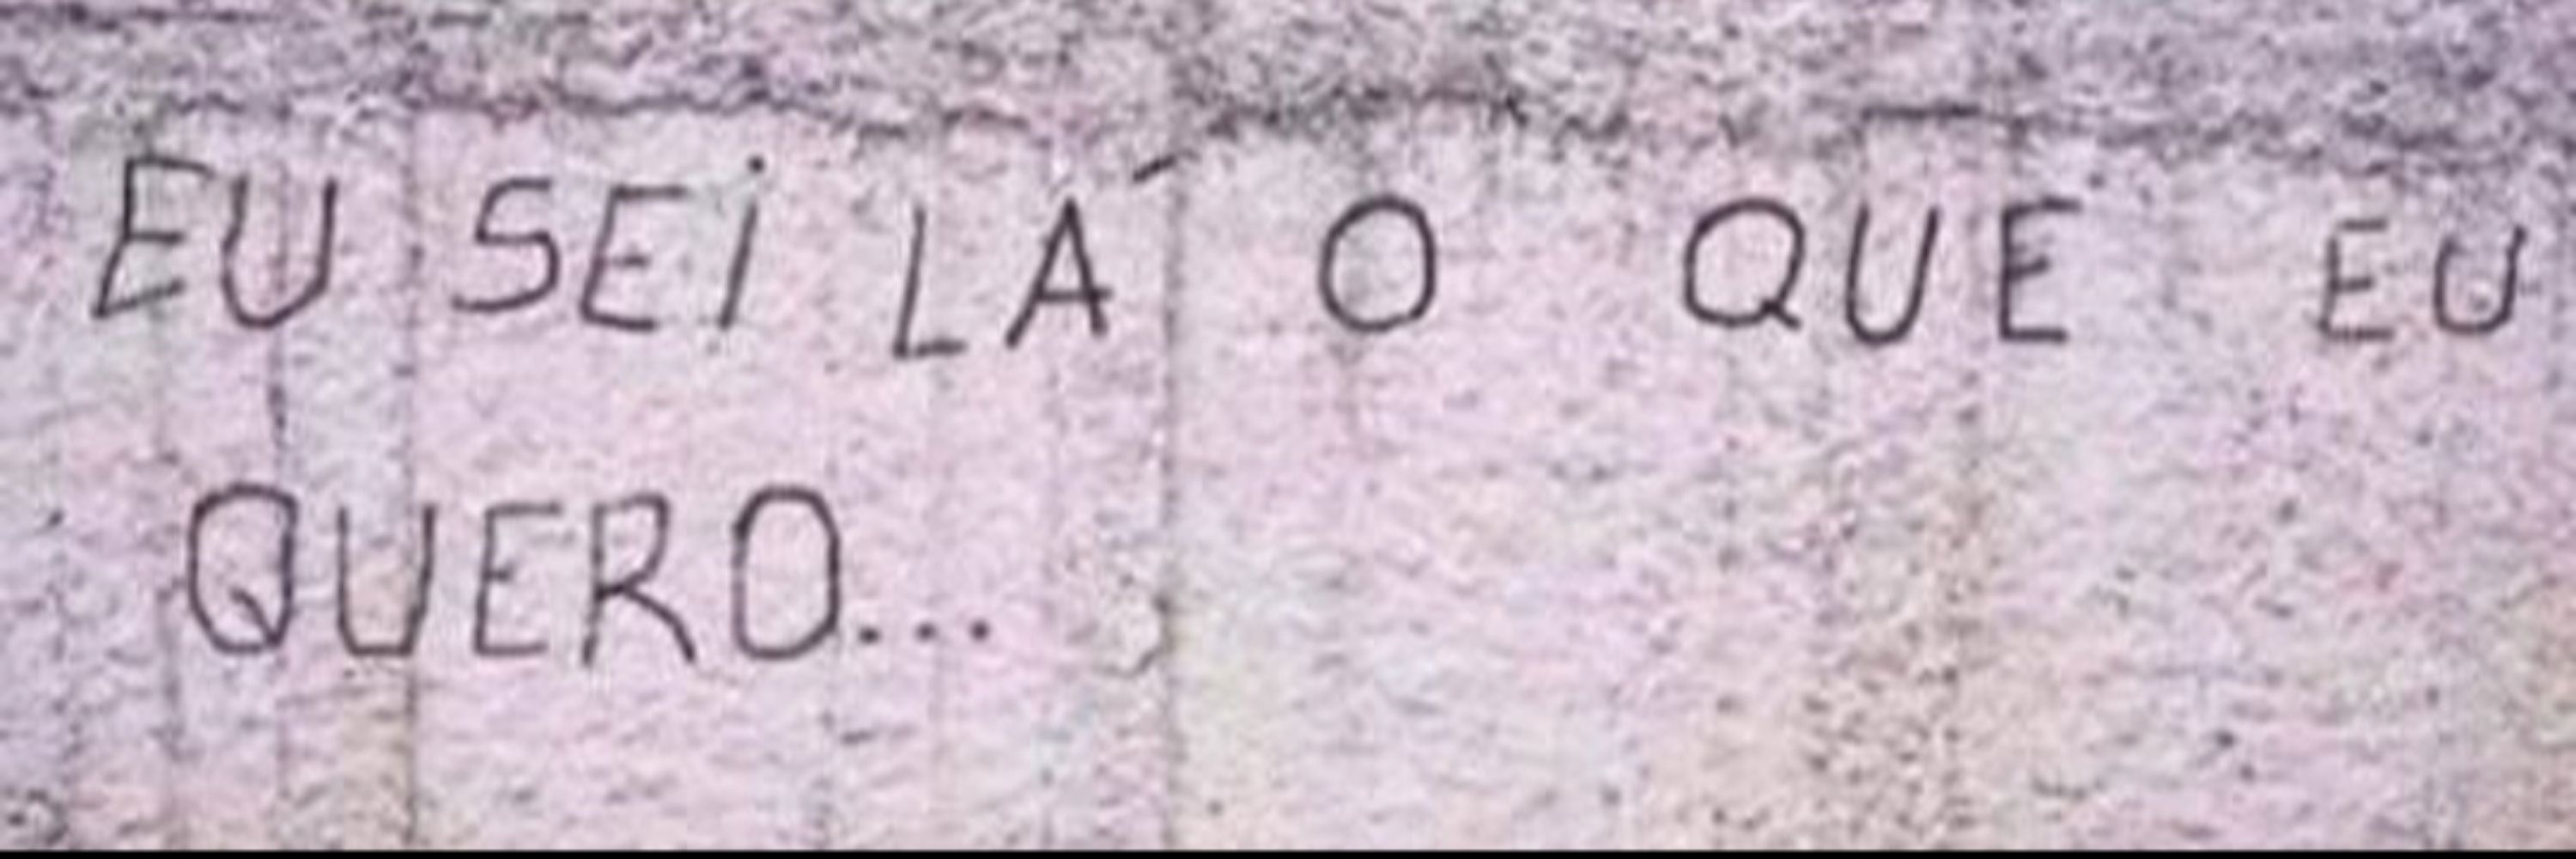 EU SEI LÁ O QUE EU
QUERO...